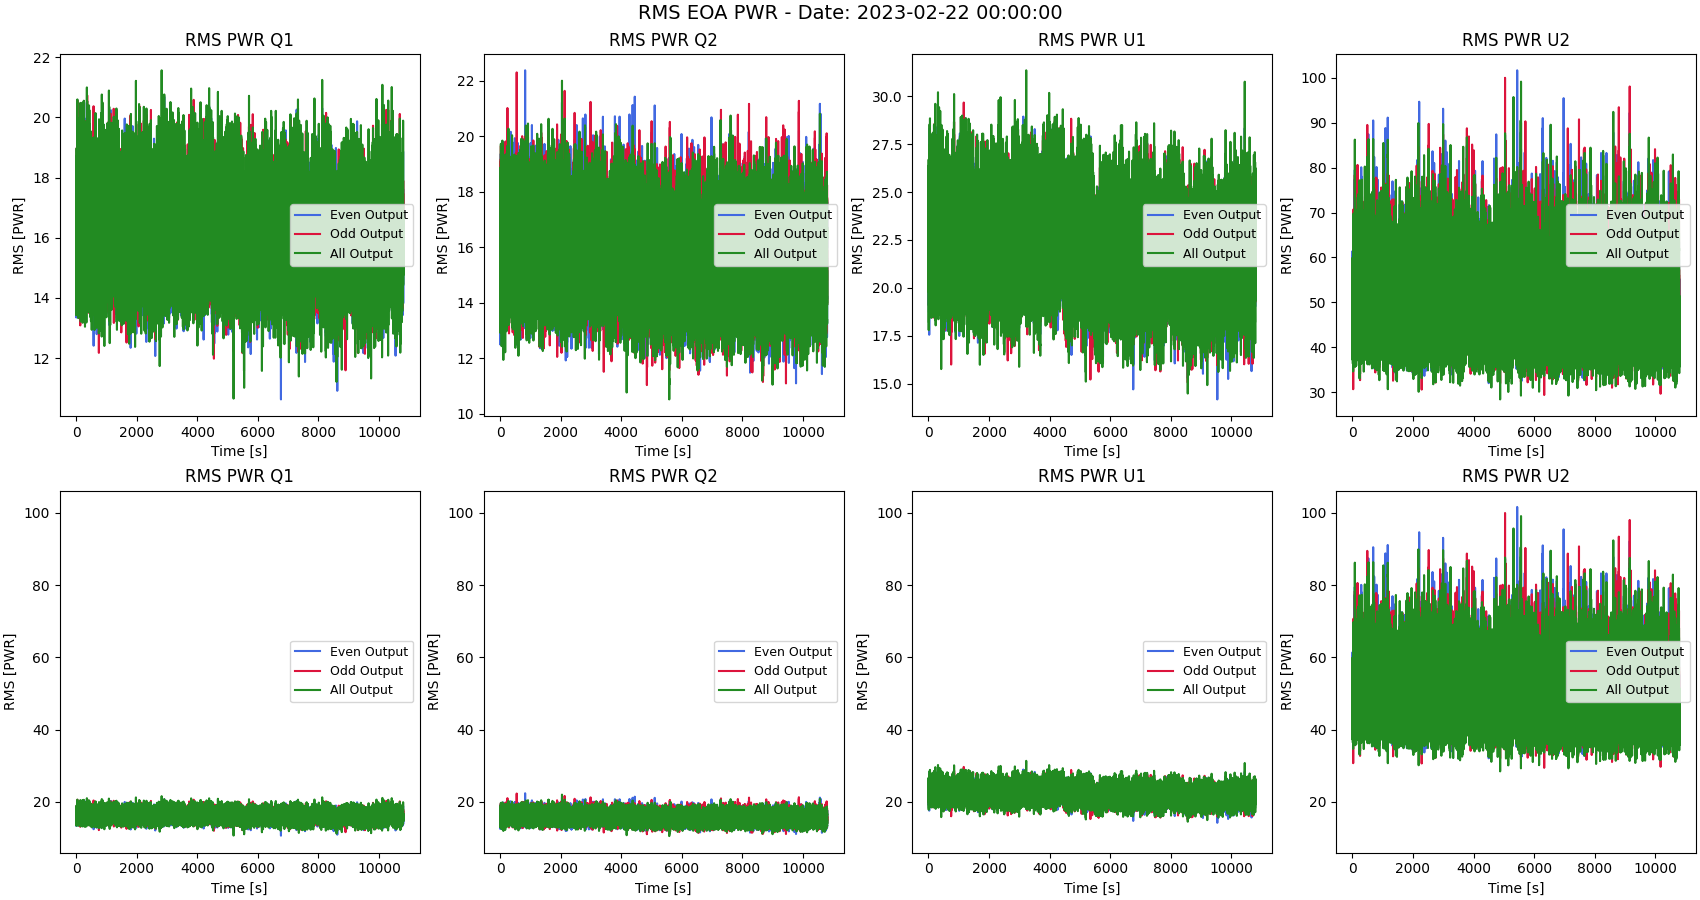 RMS EOA PWR - Date: 2023-02-22 00:00:00
RMS PWR Q1
RMS [PWR]
22
20
18
16
14
12
0 2000 4000 6000 8000 10000
Time [s]
Even Output
Odd Output
All Output
RMS PWR Q2
RMS [PWR]
22
20
18
16
14
12
10
0 2000 4000 6000 8000 10000
Time [s]
Even Output
Odd Output
All Output
RMS PWR U1
RMS [PWR]
30.0
27.5
25.0
22.5
20.0
17.5
15.0
0 2000 4000 6000 8000 10000
Time [s]
Even Output
Odd Output
All Output
RMS PWR U2
RMS [PWR]
100
90
80
70
60
50
40
30
0 2000 4000 6000 8000 10000
Time [s]
Even Output
Odd Output
All Output
RMS PWR Q1
RMS [PWR]
100
80
60
40
20
0 2000 4000 6000 8000 10000
Time [s]
Even Output
Odd Output
All Output
RMS PWR Q2
RMS [PWR]
100
80
60
40
20
0 2000 4000 6000 8000 10000
Time [s]
Even Output
Odd Output
All Output
RMS PWR U1
RMS [PWR]
100
80
60
40
20
0 2000 4000 6000 8000 10000
Time [s]
Even Output
Odd Output
All Output
RMS PWR U2
RMS [PWR]
100
80
60
40
20
0 2000 4000 6000 8000 10000
Time [s]
Even Output
Odd Output
All Output